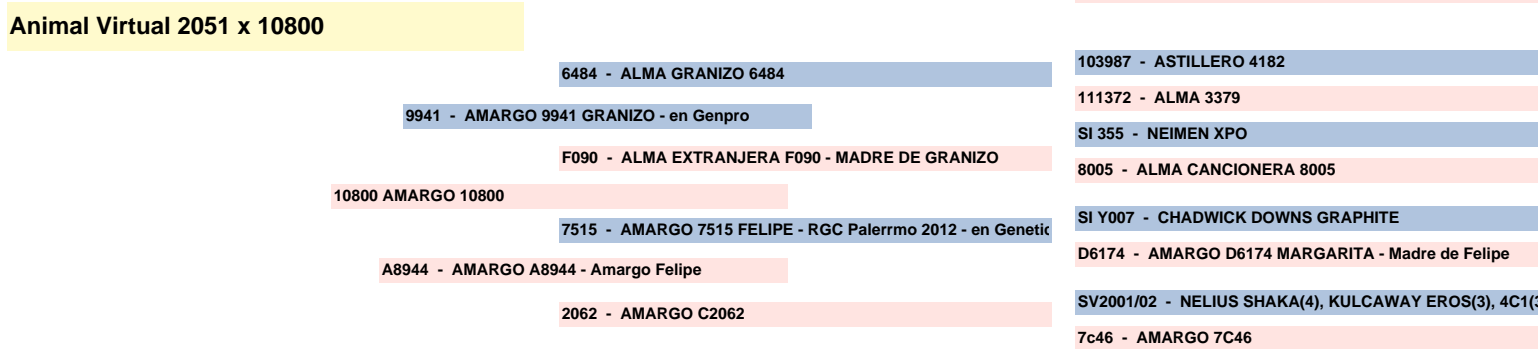 Animal Virtual 2051 x 10800
103987 - ASTILLERO 4182
6484 - ALMA GRANIZO 6484
111372 - ALMA 3379
9941 - AMARGO 9941 GRANIZO - en Genpro
SI 355 - NEIMEN XPO
F090 - ALMA EXTRANJERA F090 - MADRE DE GRANIZO
8005 - ALMA CANCIONERA 8005
10800 AMARGO 10800
SI Y007 - CHADWICK DOWNS GRAPHITE
7515 - AMARGO 7515 FELIPE - RGC Palerrmo 2012 - en Genetic
D6174 - AMARGO D6174 MARGARITA - Madre de Felipe
A8944 - AMARGO A8944 - Amargo Felipe
SV2001/02 - NELIUS SHAKA(4), KULCAWAY EROS(3), 4C1(3
2062 - AMARGO C2062
7c46 - AMARGO 7C46